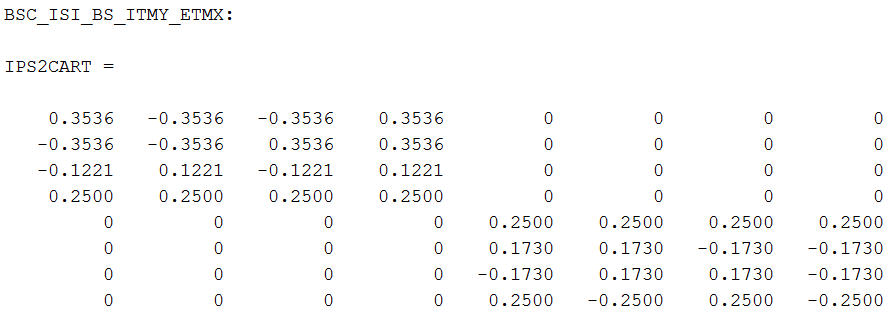 BSC_ISI_BS_ITMY_ETMX:
IPS2CART =
0.3536 -0.3536 -0.3536 0.3536 0 0 0 0
-0.3536 -0.3536 0.3536 0.3536 0 0 0 0
-0.1221 0.1221 -0.1221 0.1221 0 0 0 0
0.2500 0.2500 0.2500 0.2500 0 0 0 0
0 0 0 0 0.2500 0.2500 0.2500 0.2500
0 0 0 0 0.1730 0.1730 -0.1730 -0.1730
0 0 0 0 -0.1730 0.1730 0.1730 -0.1730
0 0 0 0 0.2500 -0.2500 0.2500 -0.2500